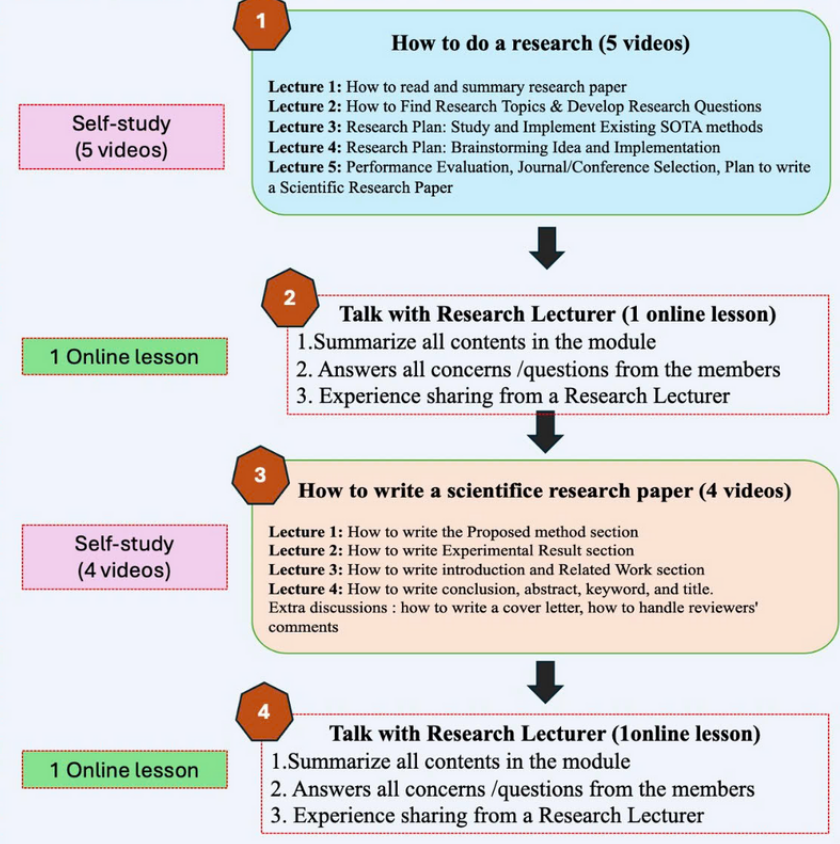 1
How to do a research (5 videos)
Lecture 1: How to read and summary research paper
Lecture 2: How to Find Research Topics & Develop Research Questions
Lecture 3: Research Plan: Study and Implement Existing SOTA methods
Lecture 4: Research Plan: Brainstorming Idea and Implementation
Lecture 5: Performance Evaluation, Journal/Conference Selection, Plan to write
a Scientific Research Paper
Self-study
(5 videos)
2
Talk with Research Lecturer (1 online lesson)
1.Summarize all contents in the module
2. Answers all concerns /questions from the members
3. Experience sharing from a Research Lecturer
1 Online lesson
3
How to write a scientifice research paper (4 videos)
Lecture 1: How to write the Proposed method section
Lecture 2: How to write Experimental Result section
Lecture 3: How to write introduction and Related Work section
Lecture 4: How to write conclusion, abstract, keyword, and title.
Extra discussions : how to write a cover letter, how to handle reviewers'
comments
Self-study
(4 videos)
4
Talk with Research Lecturer (1online lesson)
1.Summarize all contents in the module
2. Answers all concerns /questions from the members
3. Experience sharing from a Research Lecturer
1 Online lesson